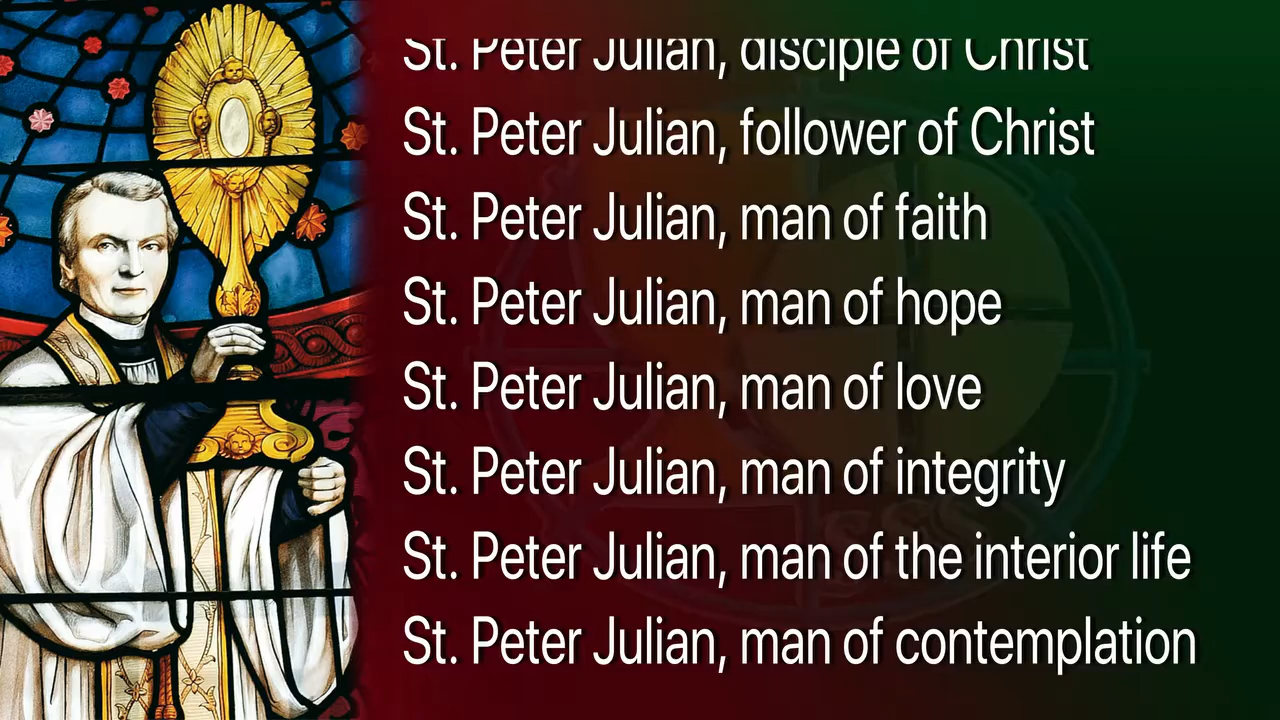 St. Peter Julian, disciple of Christ
St. Peter Julian, follower of Christ
St. Peter Julian, man of faith
St. Peter Julian, man of hope
St. Peter Julian, man of love
St. Peter Julian, man of integrity
St. Peter Julian, man of the interior life
St. Peter Julian, man of contemplation
SSS